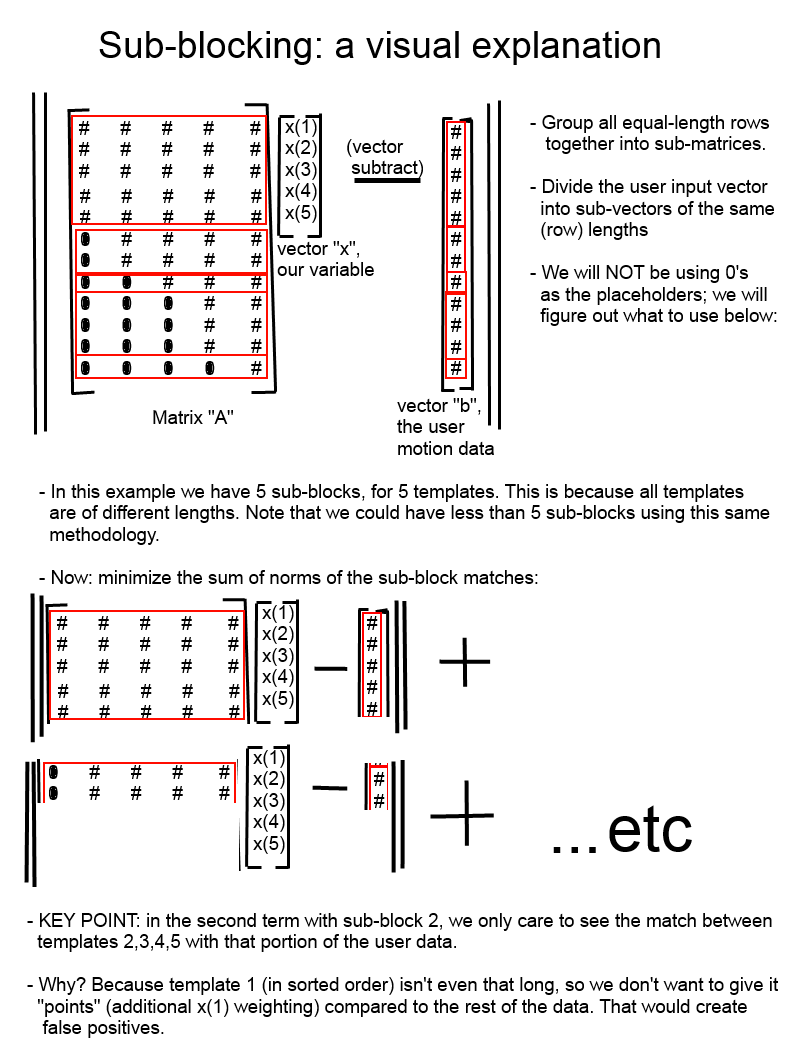 Sub-blocking: a visual explanation
# # # # # x(1)
# # # # # x(2)
# # # # # x(3)
# # # # # x(4)
# # # # # x(5)
0 # # # #
0 # # # #
0 0 # # #
0 0 0 # #
0 0 0 # #
0 0 0 # #
0 0 0 0 #
(vector
subtract)
#
#
#
#
#
#
#
#
#
#
#
#
vector "x",
our variable
Matrix "A"
vector "b",
the user
motion data
- Group all equal-length rows
together into sub-matrices.
- Divide the user input vector
into sub-vectors of the same
(row) lengths
- We will NOT be using 0's
as the placeholders; we will
figure out what to use below:
- In this example we have 5 sub-blocks, for 5 templates. This is because all templates
are of different lengths. Note that we could have less than 5 sub-blocks using this same
methodology.
- Now: minimize the sum of norms of the sub-block matches:
# # # # # x(1) #
# # # # # x(2) #
# # # # # x(3) — # +
# # # # # x(4) #
# # # # # x(5) #
0 # # # # x(1)
0 # # # # x(2) #
x(3) — # +
x(4)
x(5)
...etc
- KEY POINT: in the second term with sub-block 2, we only care to see the match between
templates 2,3,4,5 with that portion of the user data.
- Why? Because template 1 (in sorted order) isn't even that long, so we don't want to give it
"points" (additional x(1) weighting) compared to the rest of the data. That would create
false positives.